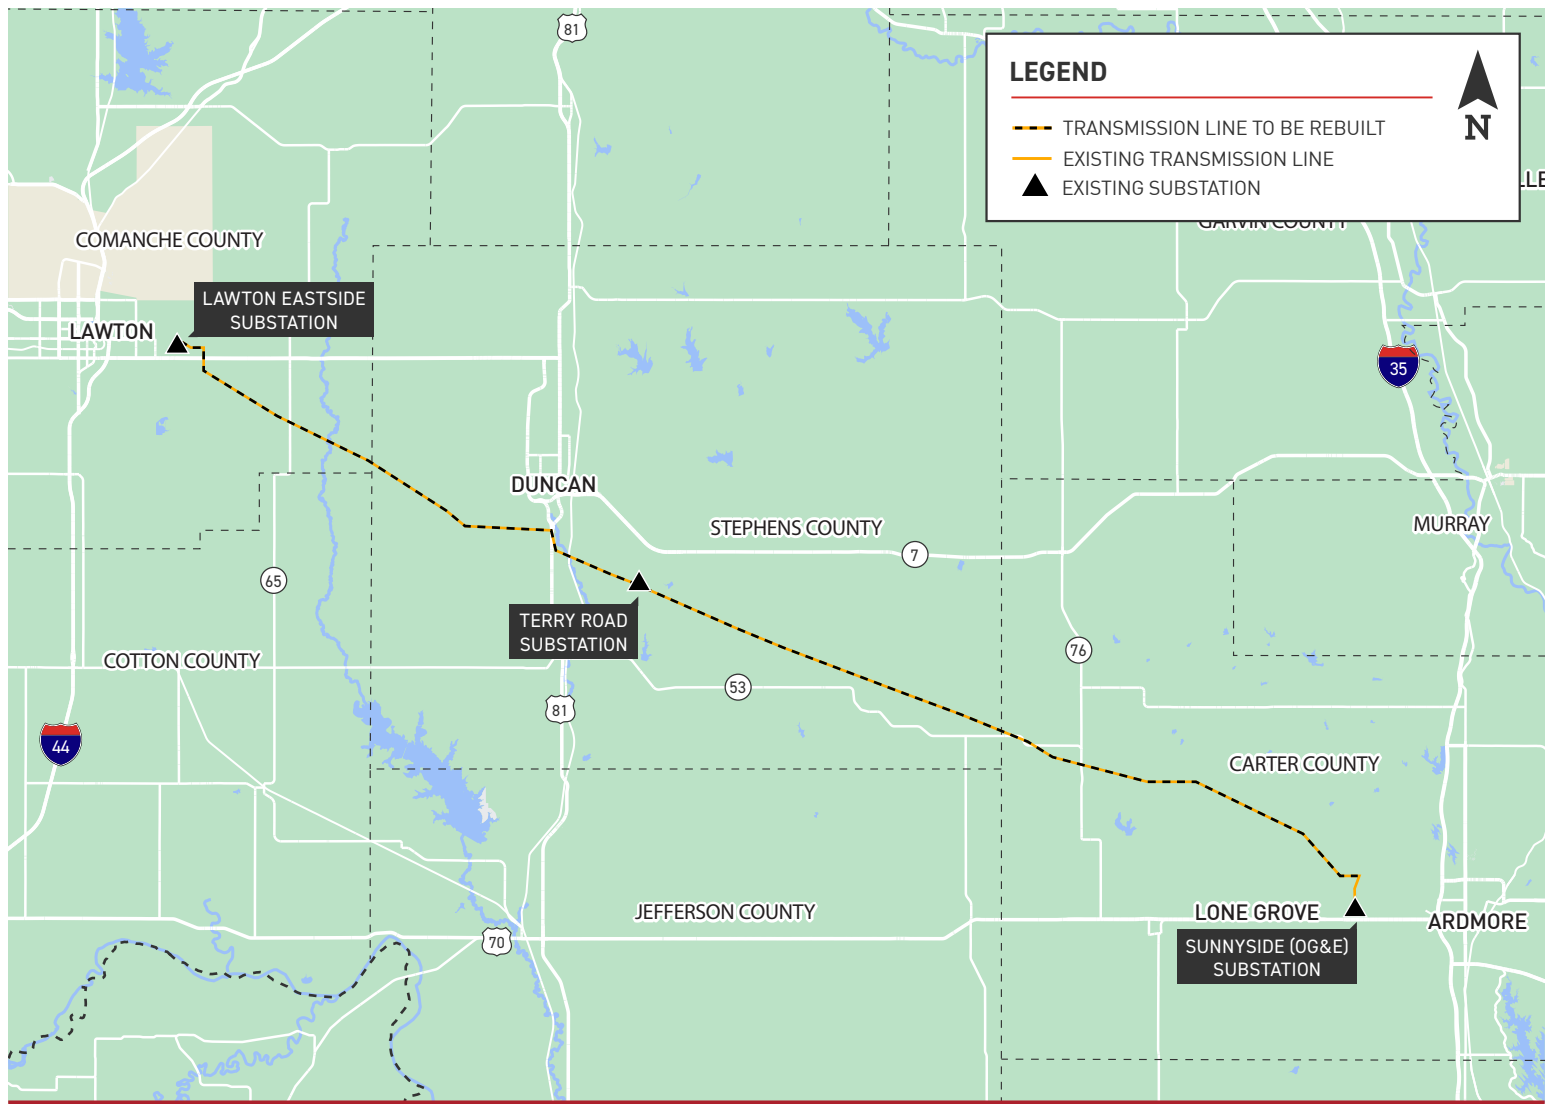 81
LEGEND
TRANSMISSION LINE TO BE REBUILT
EXISTING TRANSMISSION LINE
EXISTING SUBSTATION
N
GARVIN COUNTY
COMANCHE COUNTY
LAWTON EASTSIDE
SUBSTATION
LAWTON
35
DUNCAN
STEPHENS COUNTY
7
MURRAY
65
TERRY ROAD
SUBSTATION
76
COTTON COUNTY
53
81
44
CARTER COUNTY
JEFFERSON COUNTY
LONE GROVE
ARDMORE
70
SUNNYSIDE (OG&E)
SUBSTATION